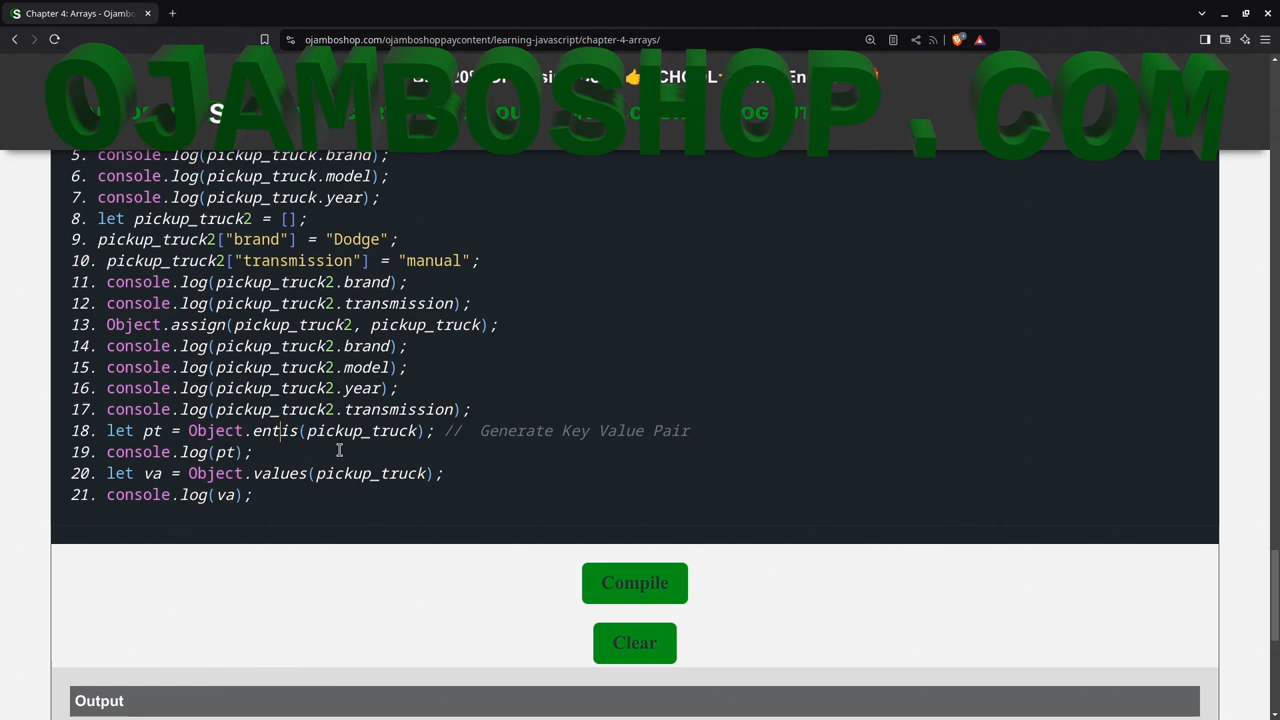 Chapter 4: Arrays - Ojambo
ojamboshop.com/ojamboshoppaycontent/learning-javascript/chapter-4-arrays/
OJAMBOSHOP.COM
5. console.log(pickup_truck.brand);
6. console.log(pickup_truck.model);
7. console.log(pickup_truck.year);
8. let pickup_truck2 = [];
9. pickup_truck2["brand"] = "Dodge";
10. pickup_truck2["transmission"] = "manual";
11. console.log(pickup_truck2.brand);
12. console.log(pickup_truck2.transmission);
13. Object.assign(pickup_truck2, pickup_truck);
14. console.log(pickup_truck2.brand);
15. console.log(pickup_truck2.model);
16. console.log(pickup_truck2.year);
17. console.log(pickup_truck2.transmission);
18. let pt = Object.entis(pickup_truck); // Generate Key Value Pair
19. console.log(pt);
20. let va = Object.values(pickup_truck);
21. console.log(va);
Compile
Clear
Output